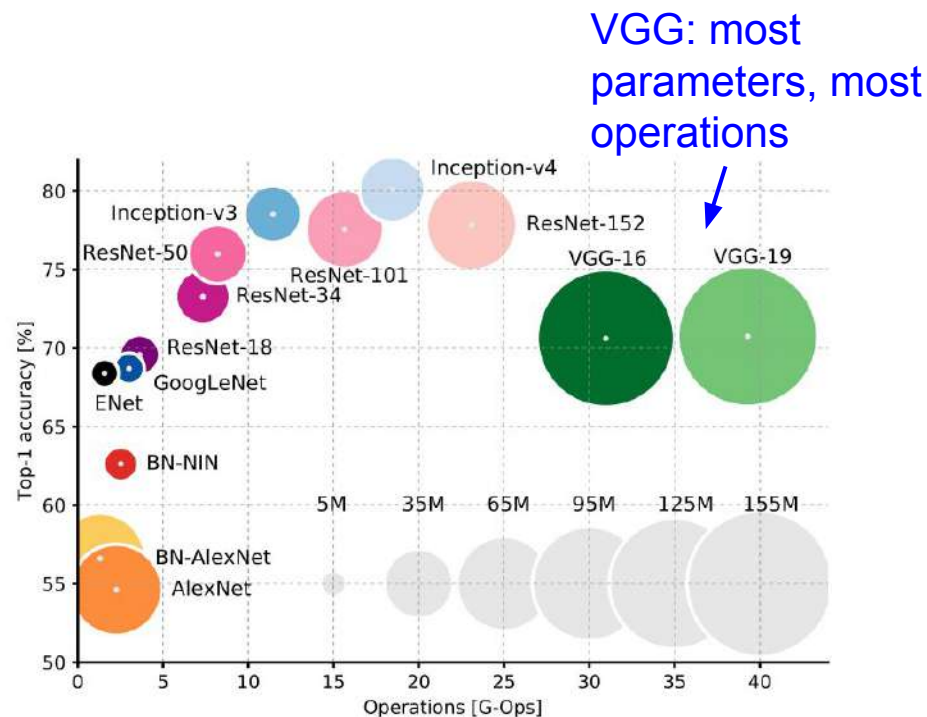 VGG: most
parameters, most
operations
Inception-v4
Inception-v3
ResNet-152
ResNet-50
VGG-16
VGG-19
ResNet-101
ResNet-34
ResNet-18
GoogLeNet
ENet
BN-NIN
5M 35M 65M 95M 125M 155M
BN-AlexNet
AlexNet
80
75
70
65
60
55
50
Top-1 accuracy [%]
0 5 10 15 20 25 30 35 40
Operations [G-Ops]